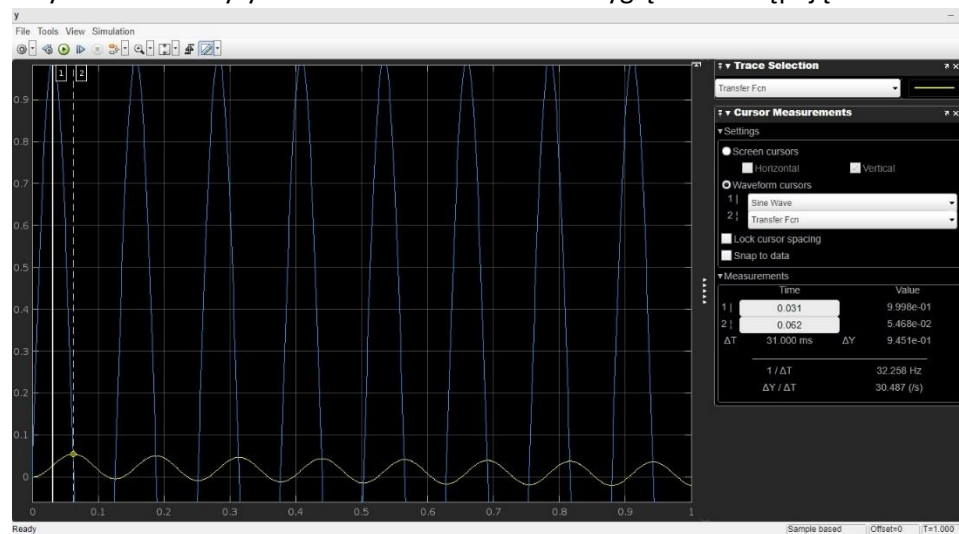 y
File Tools View Simulation
1 2
0.9
0.8
0.7
0.6
0.5
0.4
0.3
0.2
0.1
0
0 0.1 0.2 0.3 0.4 0.5 0.6 0.7 0.8 0.9 1
Trace Selection
Transfer Fcn
Cursor Measurements
Settings
Screen cursors
Horizontal Vertical
Waveform cursors
1 Sine Wave
2 Transfer Fcn
Lock cursor spacing
Snap to data
Measurements
Time Value
1 | 0.031 9.998e-01
2 ¦ 0.062 5.468e-02
ΔT 31.000 ms ΔY 9.451e-01
1 / ΔT 32.258 Hz
ΔY / ΔT 30.487 (/s)
Ready Sample based Offset=0 T=1.000